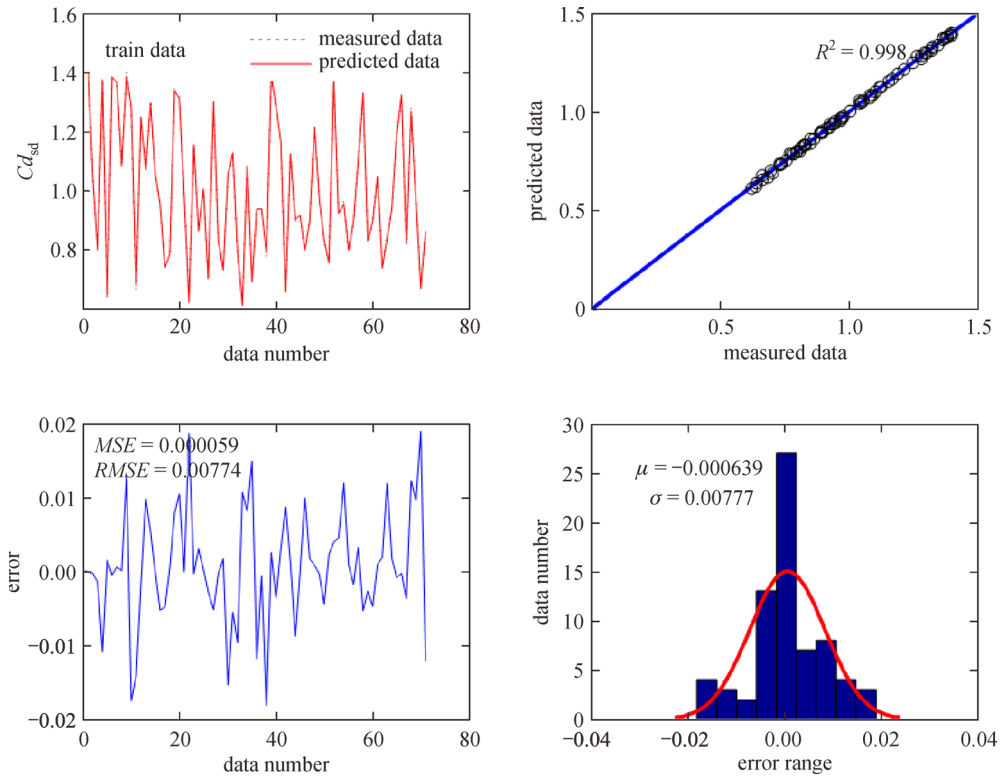 1.6
1.4
1.2
1.0
0.8
Cd_sd
train data
measured data
predicted data
0
20
40
60
80
data number
1.5
1.0
0.5
0
predicted data
R² = 0.998
0.5
1.0
1.5
measured data
0.02
0.01
0.00
−0.01
−0.02
error
MSE = 0.000059
RMSE = 0.00774
0
20
40
60
80
data number
30
25
20
15
10
5
0
data number
μ = −0.000639
σ = 0.00777
−0.04
−0.02
0.00
0.02
0.04
error range